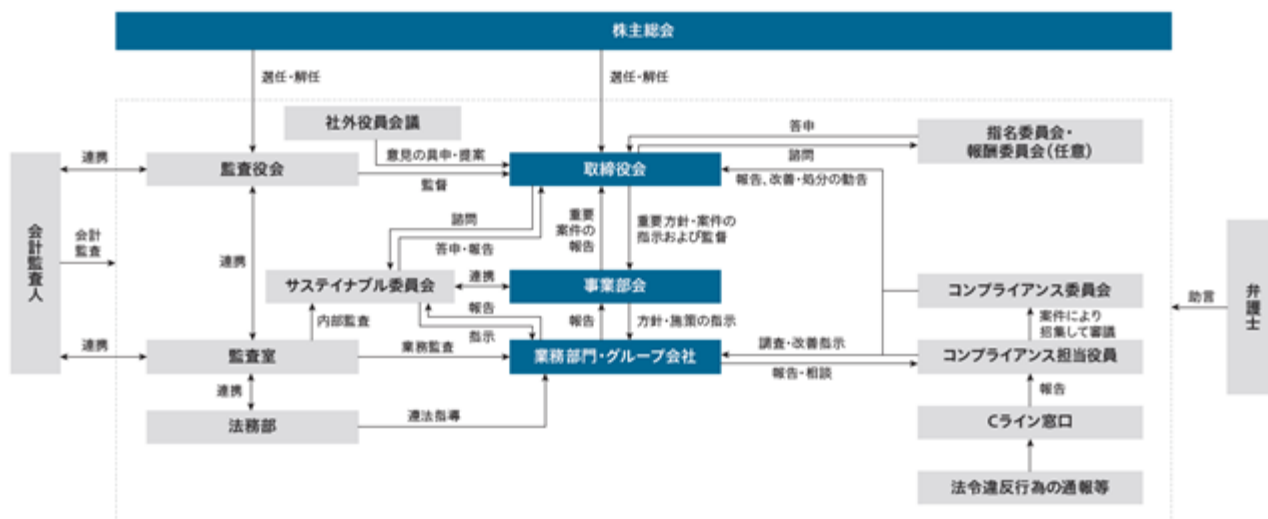 株主総会
選任・解任
選任・解任
社外役員会議
意見の具申・提案
答申
指名委員会・
報酬委員会(任意)
諮問
連携
監査役会
監督
取締役会
報告、改善・処分の勧告
会計監査人
会計
監査
連携
諮問
答申・報告
重要
案件の
報告
重要方針・案件の
指示および監督
サステイナブル委員会
連携
事業部会
コンプライアンス委員会
助言
弁護士
内部監査
報告
指示
報告
方針・施策の指示
案件により
招集して審議
連携
監査室
業務監査
業務部門・グループ会社
調査・改善指示
報告・相談
コンプライアンス担当役員
連携
報告
法務部
遵法指導
Cライン窓口
法令違反行為の通報等